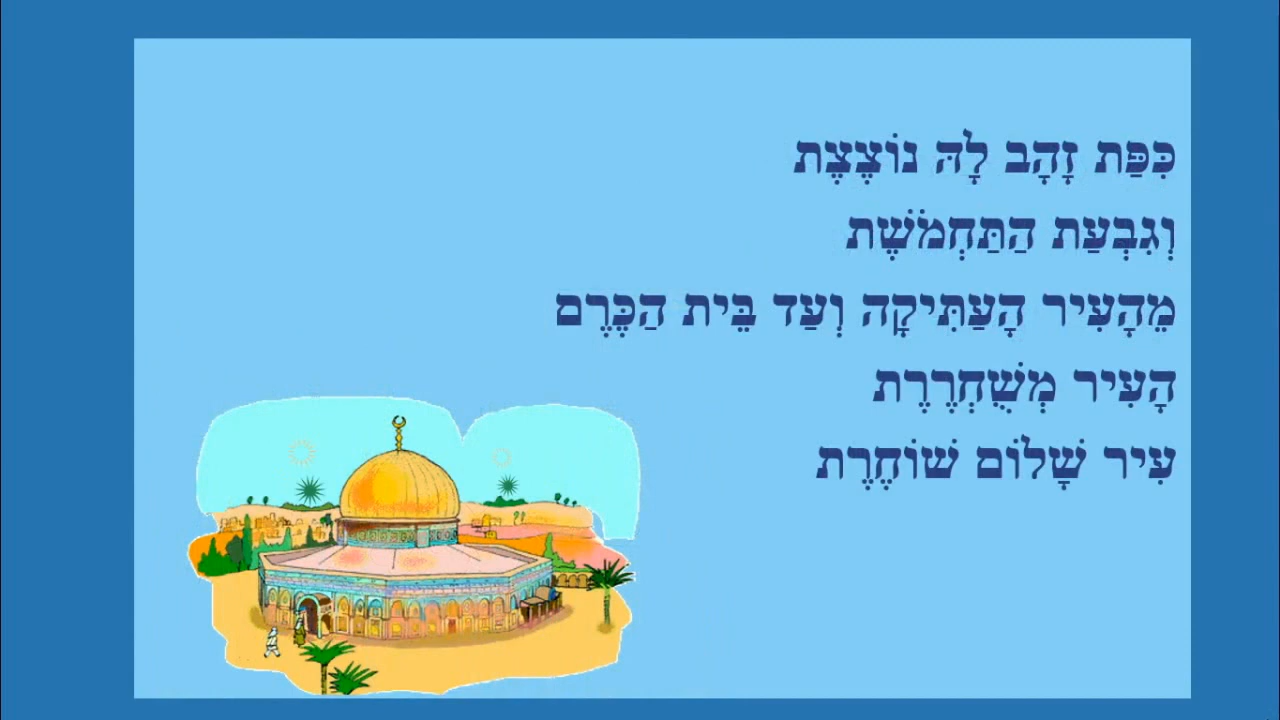 כִּפַּת זָהָב לָהּ נוֹצֶצֶת
וְגִבְעַת הַתַּחְמֹשֶׁת
מֵהָעִיר הָעַתִּיקָה וְעַד בֵּית הַכֶּרֶם
הָעִיר מְשֻׁחְרֶרֶת
עִיר שָׁלוֹם שׁוֹחֶרֶת